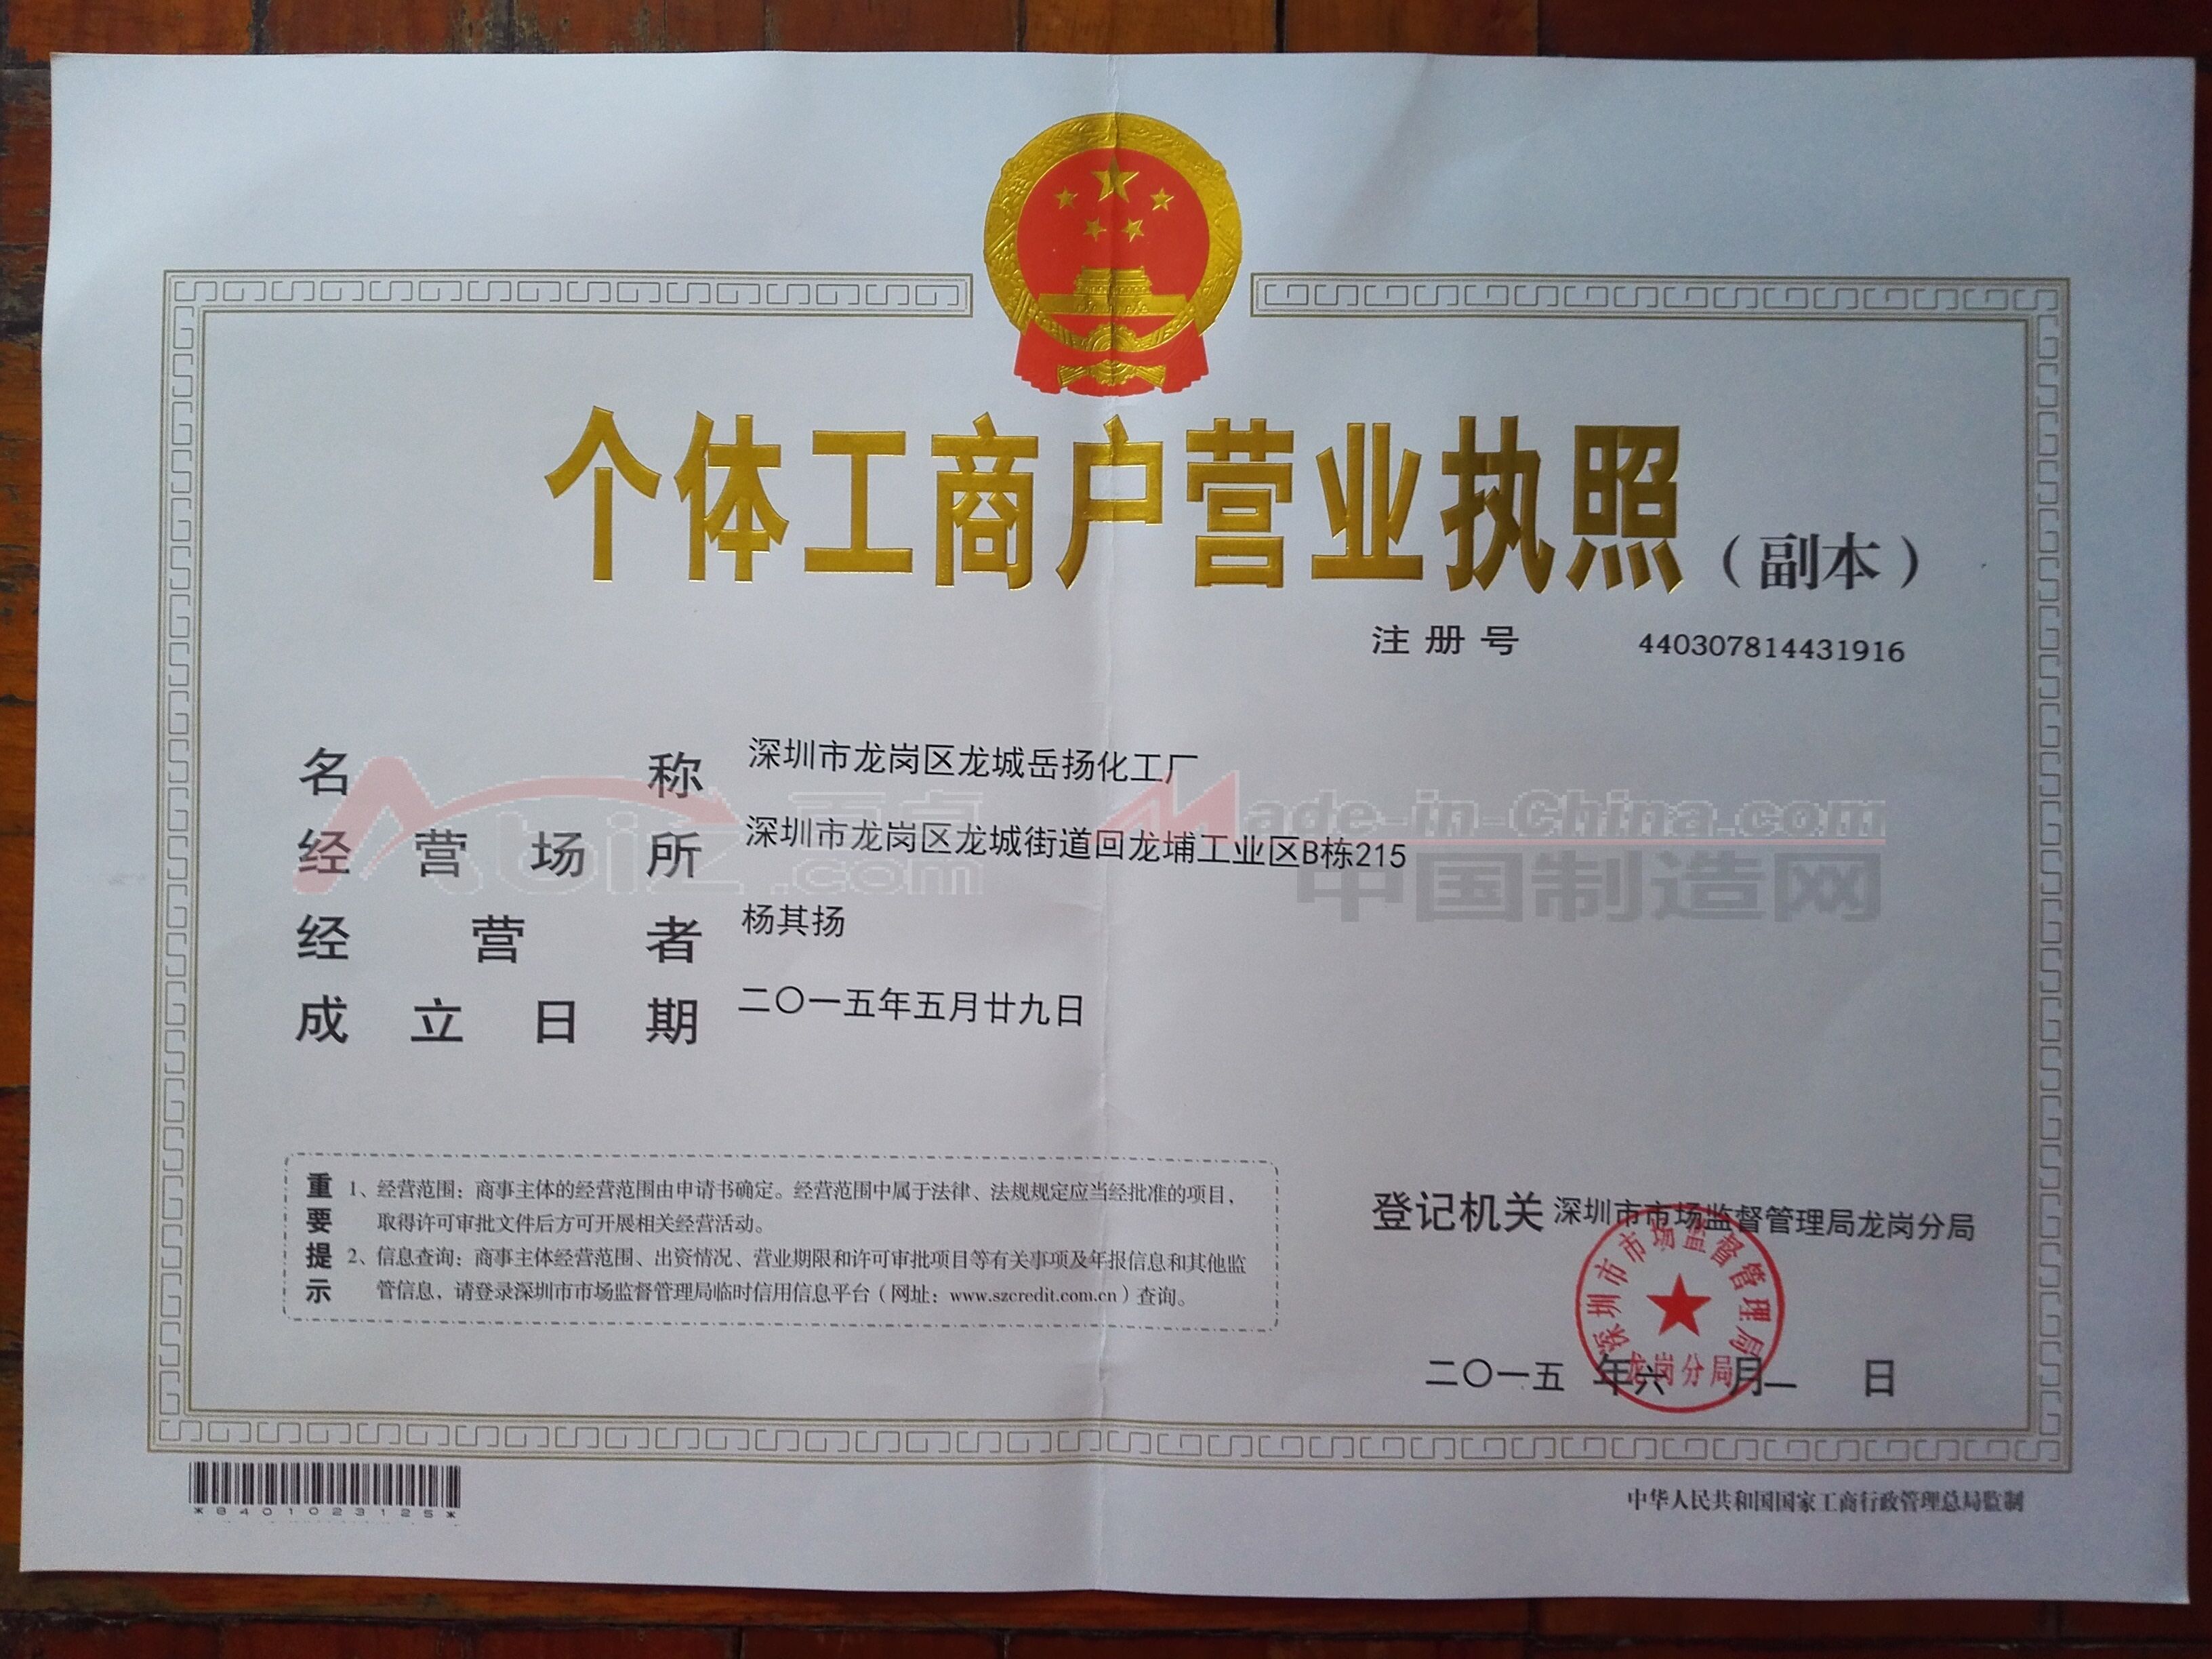 个体工商户营业执照（副本）
注册号 440307814431916
名称 深圳市龙岗区龙城岳扬化工厂
经营场所 深圳市龙岗区龙城街道回龙埔工业区B栋215
经营者 杨其扬
成立日期 二〇一五年五月廿九日
Abiz 百卓
.com
Made-in-China.com
中国制造网
重要提示
1、经营范围：商事主体的经营范围由申请书确定。经营范围中属于法律、法规规定应当经批准的项目，
取得许可审批文件后方可开展相关经营活动。
2、信息查询：商事主体经营范围、出资情况、营业期限和许可审批项目等有关事项及年报信息和其他监
管信息，请登录深圳市市场监督管理局临时信用信息平台（网址：www.szcredit.com.cn）查询。
登记机关 深圳市市场监督管理局龙岗分局
深圳市市场监督管理局
龙岗分局
二〇一五 年六 月一 日
*8401023125*
中华人民共和国国家工商行政管理总局监制